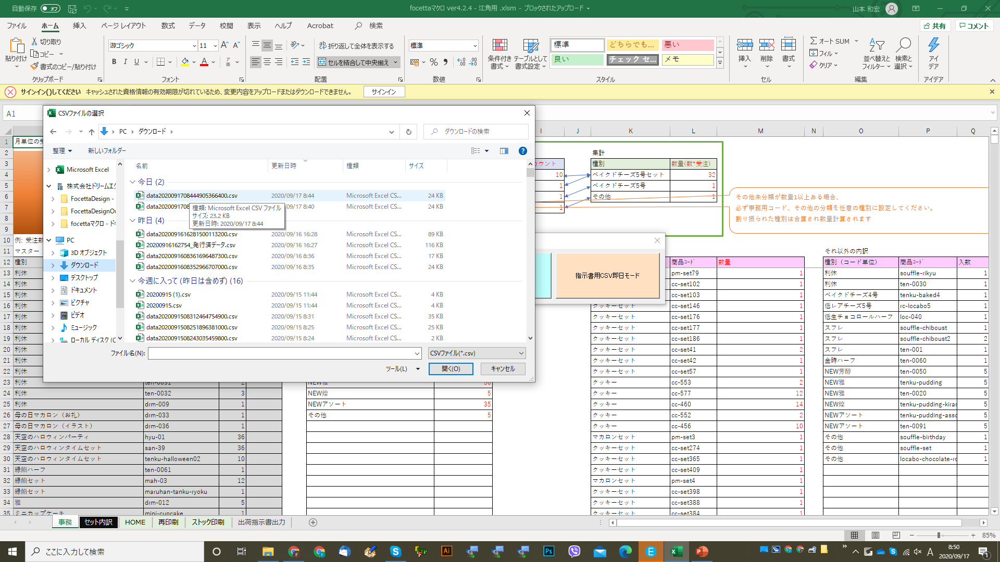 自動保存 オフ
focettaマクロ ver4.2.4 - 江角用 .xlsm - ブロックされたアップロード
山本 和宏
ファイル ホーム 挿入 ページ レイアウト 数式 データ 校閲 表示 ヘルプ Acrobat 検索
共有 コメント
貼り付け
切り取り
コピー
書式のコピー/貼り付け
クリップボード
游ゴシック 11
B I U
フォント
折り返して全体を表示する
セルを結合して中央揃え
配置
標準
数値
条件付き書式
テーブルとして書式設定
標準 どちらでも... 悪い
良い チェック セ... メモ
スタイル
挿入 削除 書式
セル
オート SUM
フィル
クリア
並べ替えとフィルター
検索と選択
編集
アイデア
アイデア
サインイン()してください キャッシュされた資格情報の有効期限が切れているため、変更内容をアップロードまたはダウンロードできません。 サインイン
A1
CSVファイルの選択
PC ダウンロード
ダウンロードの検索
整理 新しいフォルダー
Microsoft Excel
株式会社ドリームエ
FocettaDesign -
FocettaDesignOu
focettaマクロ - ド
PC
3D オブジェクト
ダウンロード
デスクトップ
ドキュメント
ピクチャ
ビデオ
ミュージック
ローカル ディスク (C
名前 更新日時 種類 サイズ
今日 (2)
data2020091708444905366400.csv 2020/09/17 8:44 Microsoft Excel CS... 24 KB
data2020091708 /09/17 8:40 Microsoft Excel CS... 24 KB
種類: Microsoft Excel CSV ファイル
サイズ: 23.2 KB
更新日時: 2020/09/17 8:44
昨日 (4)
data2020091616281500113200.csv 2020/09/16 16:28 Microsoft Excel CS... 89 KB
20200916162754_発行済データ.csv 2020/09/16 16:27 Microsoft Excel CS... 116 KB
data2020091608361696487300.csv 2020/09/16 8:36 Microsoft Excel CS... 17 KB
data2020091608352966707000.csv 2020/09/16 8:35 Microsoft Excel CS... 24 KB
今週に入って (昨日は含めず) (16)
20200915 (1).csv 2020/09/15 11:44 Microsoft Excel CS... 4 KB
20200915.csv 2020/09/15 11:44 Microsoft Excel CS... 4 KB
data2020091508312464754900.csv 2020/09/15 8:31 Microsoft Excel CS... 35 KB
data2020091508251896381000.csv 2020/09/15 8:25 Microsoft Excel CS... 25 KB
data2020091508243035459800.csv 2020/09/15 8:24 Microsoft Excel CS... 2 KB
ファイル名(N): CSVファイル(*.csv)
ツール(L) 開く(O) キャンセル
I J K L M N O P Q
1 月単位の受
2
3
4
5
6
7
8
9
10 例: 受注数
11 マスター
12 種別
13 利休
14 利休
15 利休
16 利休
17 利休
18 利休
19 利休
20 利休
21 利休
22 利休
23 利休 ten-0031 2
24 利休 ten-0032 3
25 利休 drm-009 1
26 母の日マカロン（お礼） drm-033 1
27 母の日マカロン（イラスト） drm-036 1
28 天空のハロウィンパーティ hyu-01 36
29 天空のハロウィンタイムセット san-39 36
30 天空のハロウィンタイムセット tenku-halloween02 10
31 緑餡ハーフ ten-0061 1
32 緑餡セット mah-03 12
33 緑餡セット maruhan-tanku-ryoku 1
34 雅 drm-012 5
35 ミニカップケーキ mini-cupcake 1
NEW雅 50
NEW煌 5
NEWアソート 35
その他 5
カウント
10
1
1
1
集計
種別 数量(数*受注)
ベイクドチーズ5号セット 32
ベイクドチーズ5号 1
その他 1
その他未分類が数量1以上ある場合、
必ず事務用コード、その他の分類を任意の種別に設定してください。
割り振られた種別は合算され数量計算されます
指示書用CSV即日モード
商品ｺｰﾄﾞ 数量
pm-set79 1
cc-set102 1
cc-set103 1
クッキーセット cc-set146 1
クッキーセット cc-set176 1
クッキーセット cc-set177 1
クッキーセット cc-set186 1
クッキーセット cc-set41 2
クッキーセット cc-set42 1
クッキーセット cc-set57 1
クッキー cc-553 2
クッキー cc-577 12
クッキー cc-460 14
クッキー cc-552 2
クッキー cc-456 10
マカロンセット pm-set3 1
クッキーセット cc-set274 1
クッキーセット cc-set365 1
クッキーセット cc-set409 1
マカロンセット pm-set4 1
クッキーセット cc-set398 1
クッキーセット cc-set388 1
クッキーセット cc-set384 1
それ以外の内訳
種別（コード単位） 商品ｺｰﾄﾞ 入数
利休 souffle-rikyu 1
利休 ten-0030 1
ベイクドチーズ4号 tenku-baked4 1
低レアチーズ5号 rc-locabo5 1
低生チョコロールハーフ loc-040 1
スフレ souffle-chiboust 1
スフレ souffle-chiboust2 2
スフレ ten-001 1
金時ハーフ ten-0060 1
NEW芳醇 ten-0050 5
NEW雅 tenku-pudding 5
NEW雅 ten-0020 5
NEW煌 tenku-pudding-kirar 5
NEWアソート tenku-pudding-asso 5
NEWアソート ten-0091 5
その他 souffle-birthday 1
その他 souffle-set 1
その他 locabo-chocolate-ro 1
事務 セット内訳 HOME 再印刷 ストック印刷 出荷指示書出力
85%
ここに入力して検索
A 8:50
2020/09/17
1